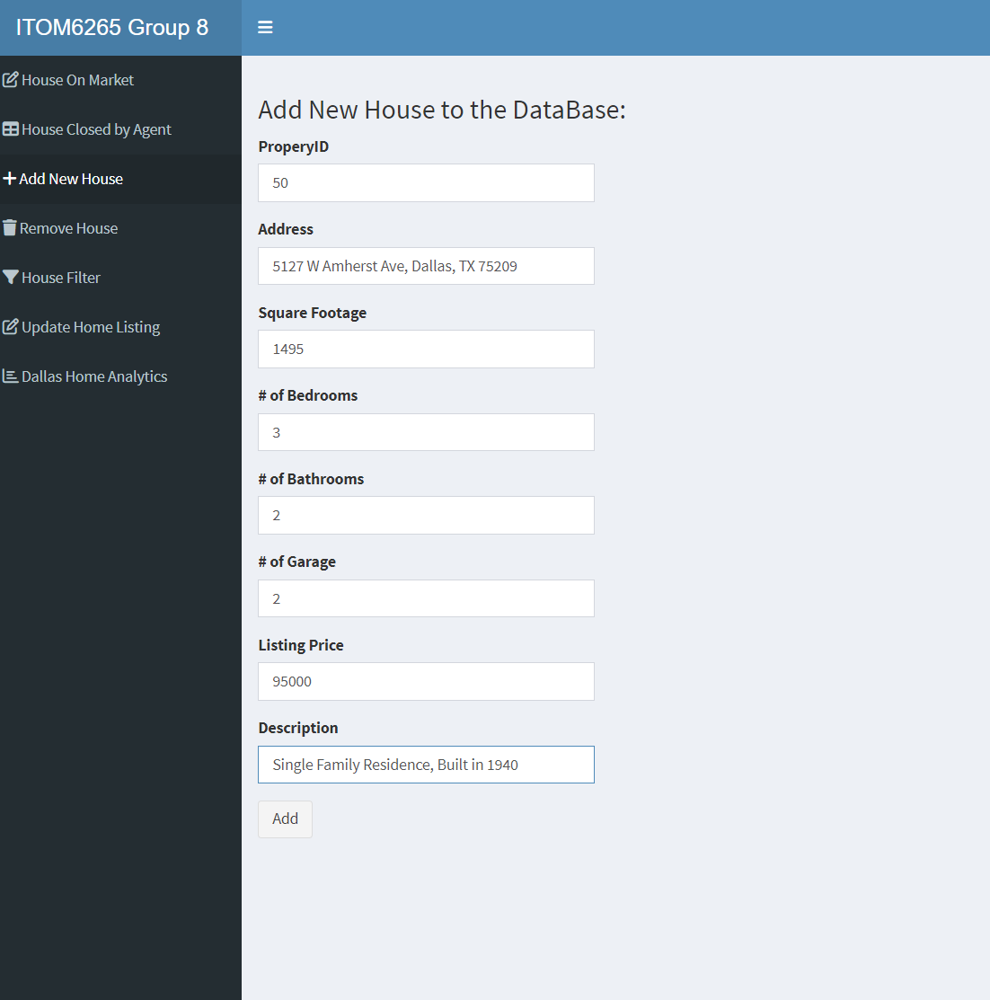 ITOM6265 Group 8
House On Market
House Closed by Agent
Add New House
Remove House
House Filter
Update Home Listing
Dallas Home Analytics
Add New House to the DataBase:
ProperyID
50
Address
5127 W Amherst Ave, Dallas, TX 75209
Square Footage
1495
# of Bedrooms
3
# of Bathrooms
2
# of Garage
2
Listing Price
95000
Description
Single Family Residence, Built in 1940
Add